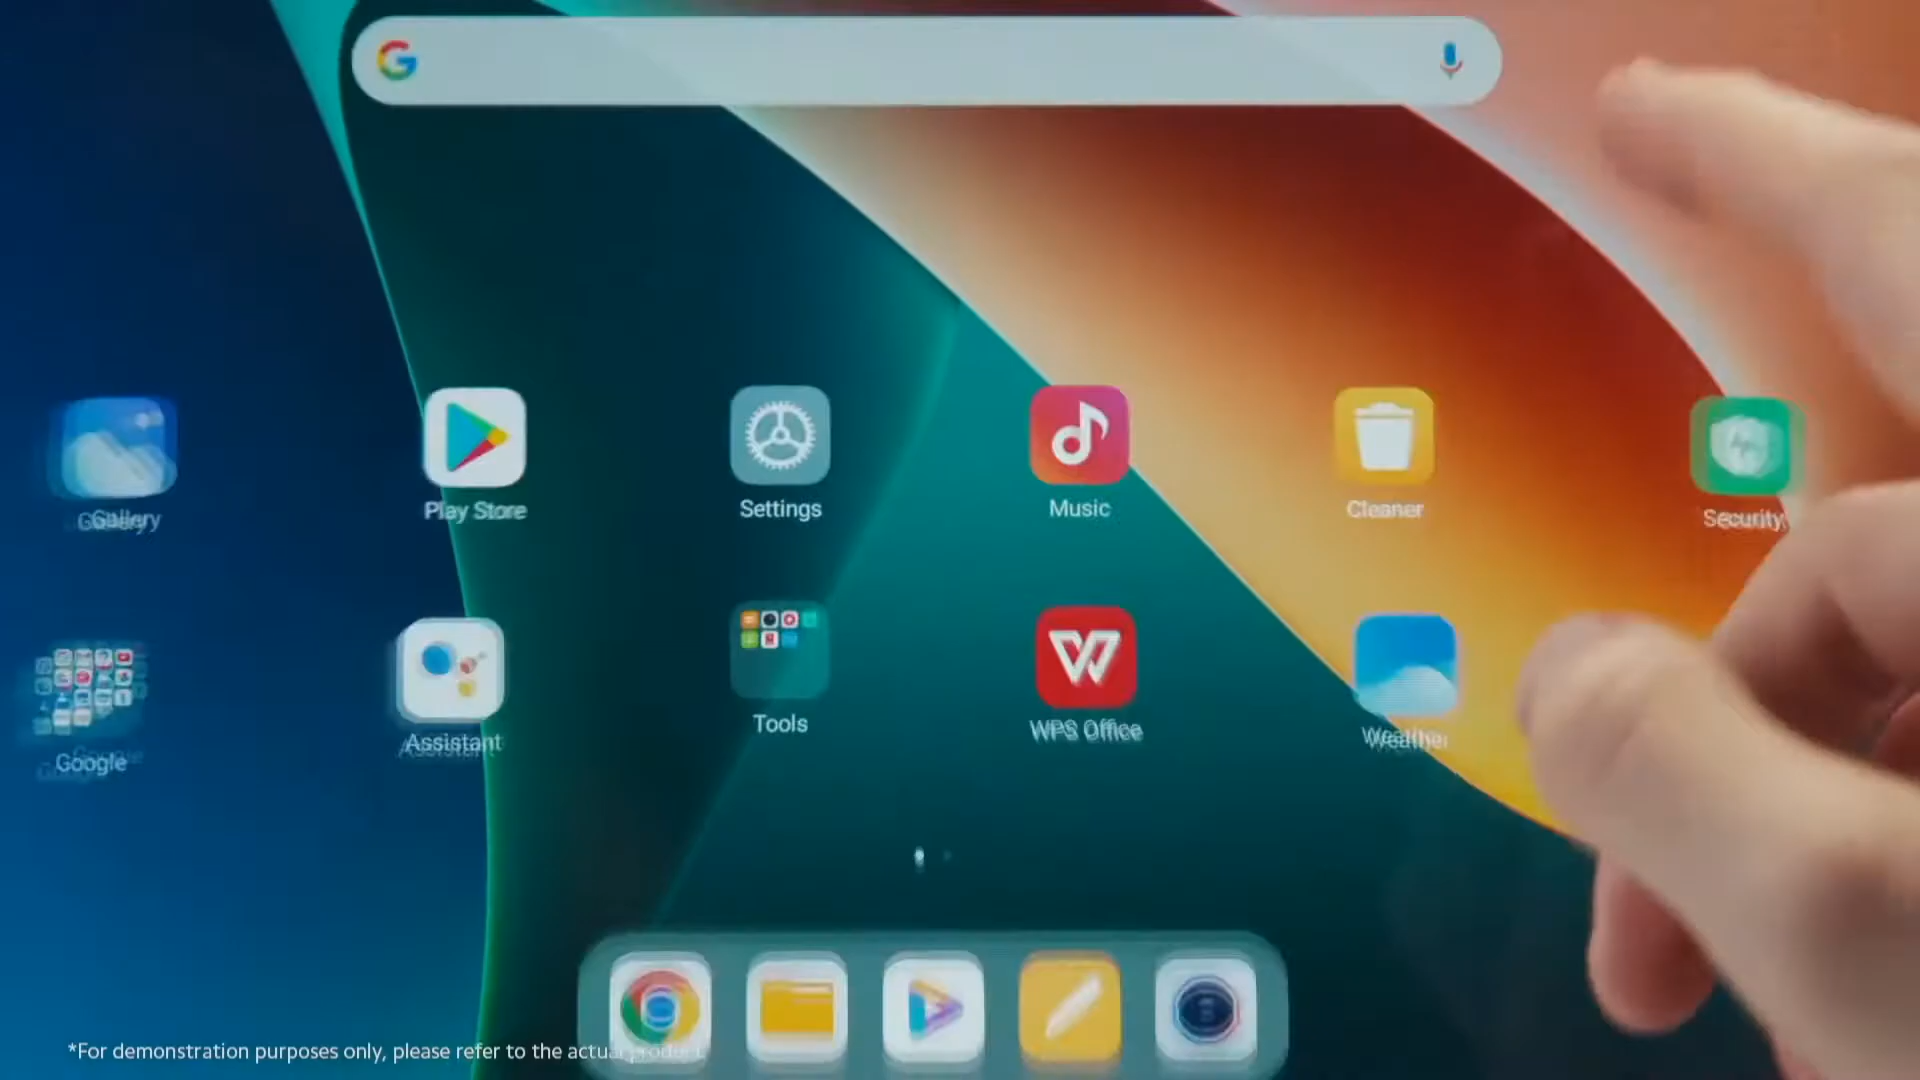 Gallery
Play Store
Settings
Music
Cleaner
Security
Google
Assistant
Tools
WPS Office
Weather
*For demonstration purposes only, please refer to the actual product.